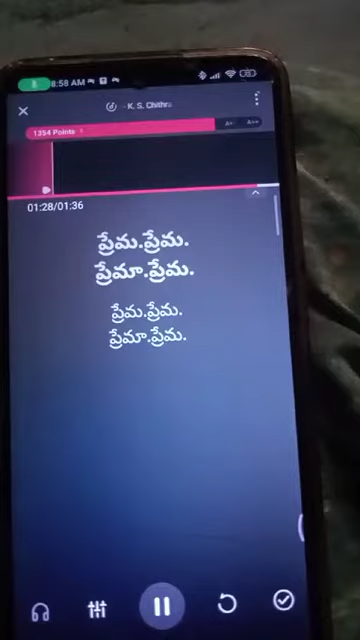 8:58 AM
- K. S. Chithra
1354 Points
A+ A++
01:28/01:36
ప్రేమ.ప్రేమ.
ప్రేమా.ప్రేమ.
ప్రేమ.ప్రేమ.
ప్రేమా.ప్రేమ.